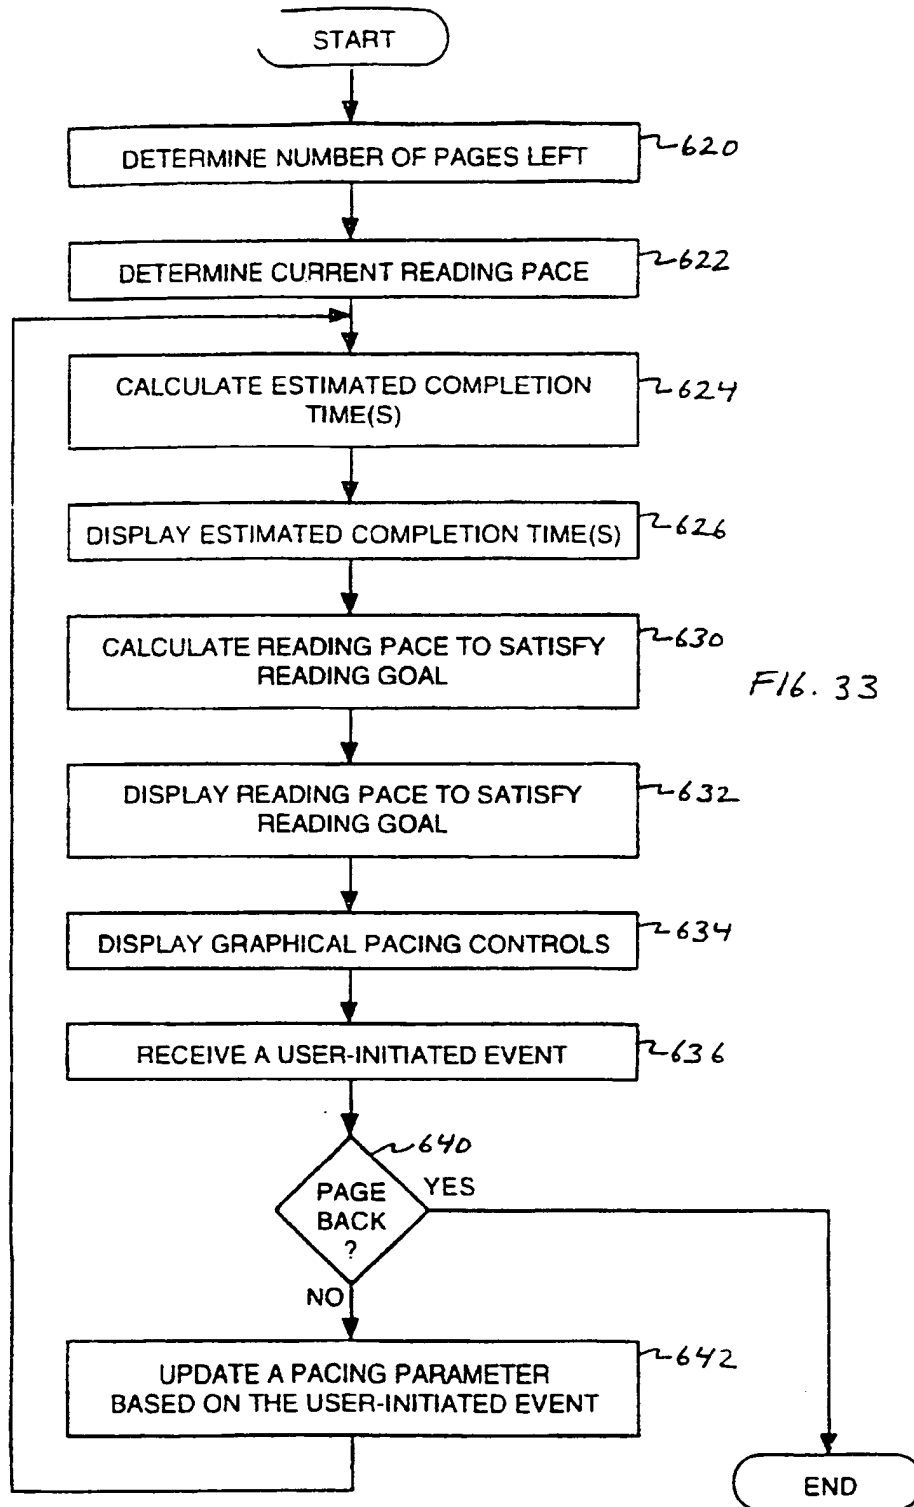 START
DETERMINE NUMBER OF PAGES LEFT
620
DETERMINE CURRENT READING PACE
622
CALCULATE ESTIMATED COMPLETION
TIME(S)
624
DISPLAY ESTIMATED COMPLETION TIME(S)
626
CALCULATE READING PACE TO SATISFY
READING GOAL
630
FIG. 33
DISPLAY READING PACE TO SATISFY
READING GOAL
632
DISPLAY GRAPHICAL PACING CONTROLS
634
RECEIVE A USER-INITIATED EVENT
636
640
PAGE
BACK
?
YES
NO
UPDATE A PACING PARAMETER
BASED ON THE USER-INITIATED EVENT
642
END